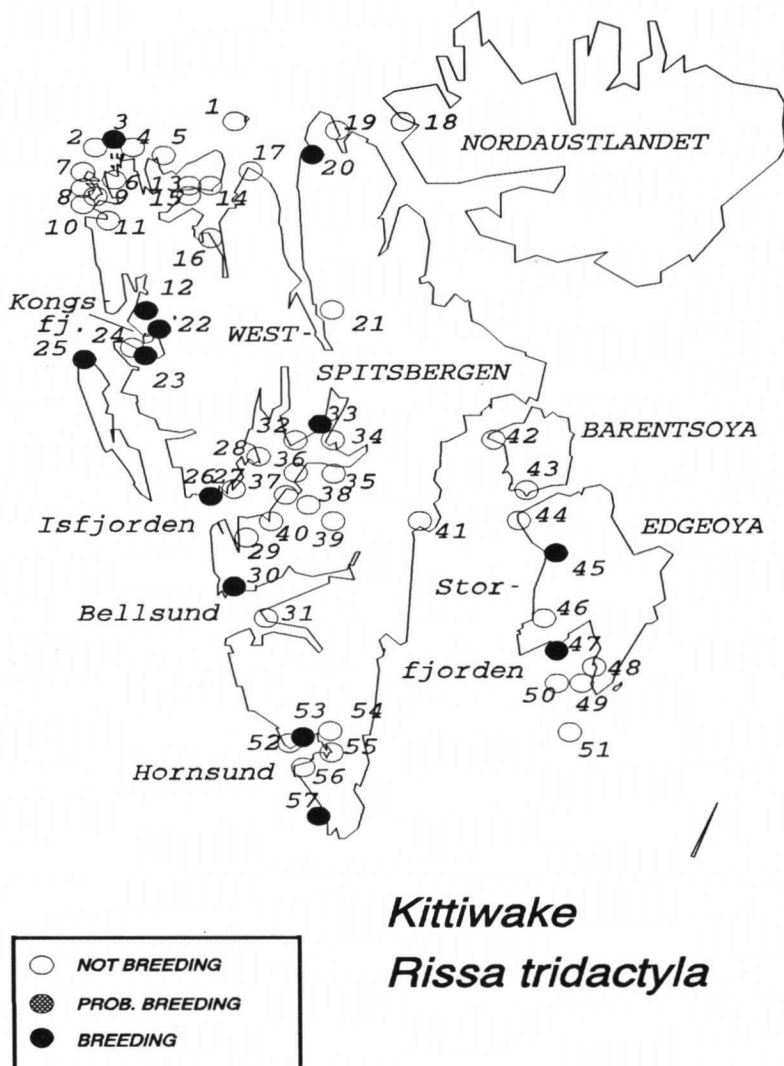 1
2 3 4 5
17 19 18
NORDAUSTLANDET
20
7 6
8 9 13
15 14
10 11
16
12
Kongs-
fj. 22
24
25 23
WEST-
21
SPITSBERGEN
32 33 34
28 36
26 27 37 35
38
Isfjorden
29 40 39
30
Bellsund
31
42
BARENTSOYA
43
41 44
EDGEOYA
45
Stor-
46
47
fjorden 48
50 49
51
53 54
52 55
Hornsund 56
57
Kittiwake
Rissa tridactyla
NOT BREEDING
PROB. BREEDING
BREEDING